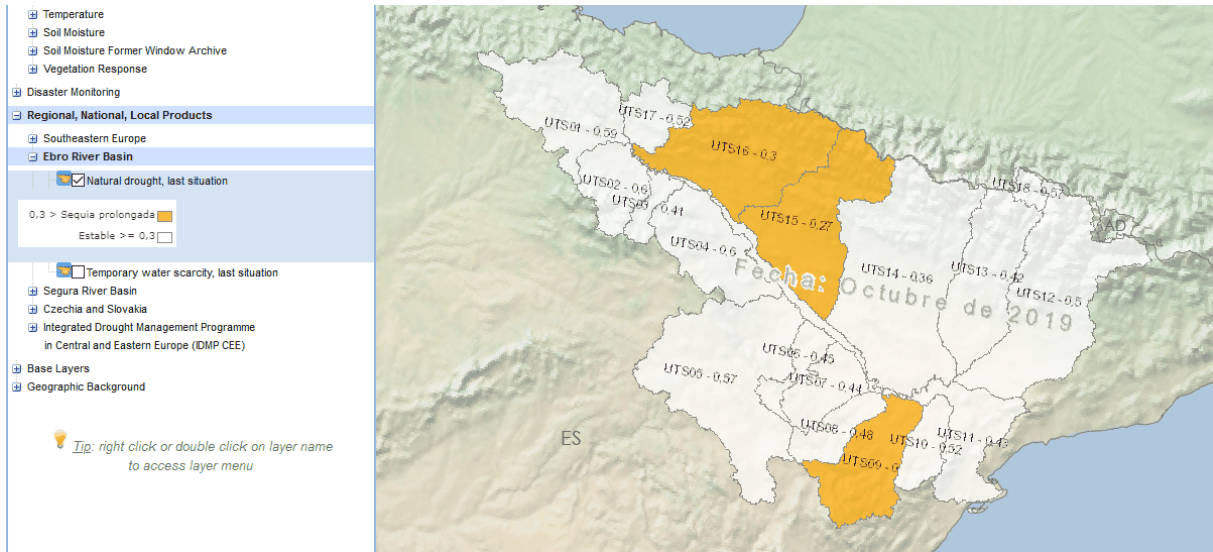 Temperature
Soil Moisture
Soil Moisture Former Window Archive
Vegetation Response
Disaster Monitoring
Regional, National, Local Products
Southeastern Europe
Ebro River Basin
Natural drought, last situation
0,3 > Sequia prolongada
Estable >= 0,3
Temporary water scarcity, last situation
Segura River Basin
Czechia and Slovakia
Integrated Drought Management Programme
in Central and Eastern Europe (IDMP CEE)
Base Layers
Geographic Background
Tip: right click or double click on layer name
to access layer menu
UTS17 - 0,52
UTS01 - 0,59
UTS16 - 0,3
UTS02 - 0,6
UTS03 - 0,41
UTS18 - 0,57
UTS15 - 0,27
AD
UTS04 - 0,6
UTS14 - 0,36
UTS13 - 0,42
UTS12 - 0,5
Fecha: Octubre de 2019
UTS06 - 0,45
UTS05 - 0,57
UTS07 - 0,44
UTS08 - 0,48
UTS10 - 0,52
UTS11 - 0,43
UTS09 - 0
ES